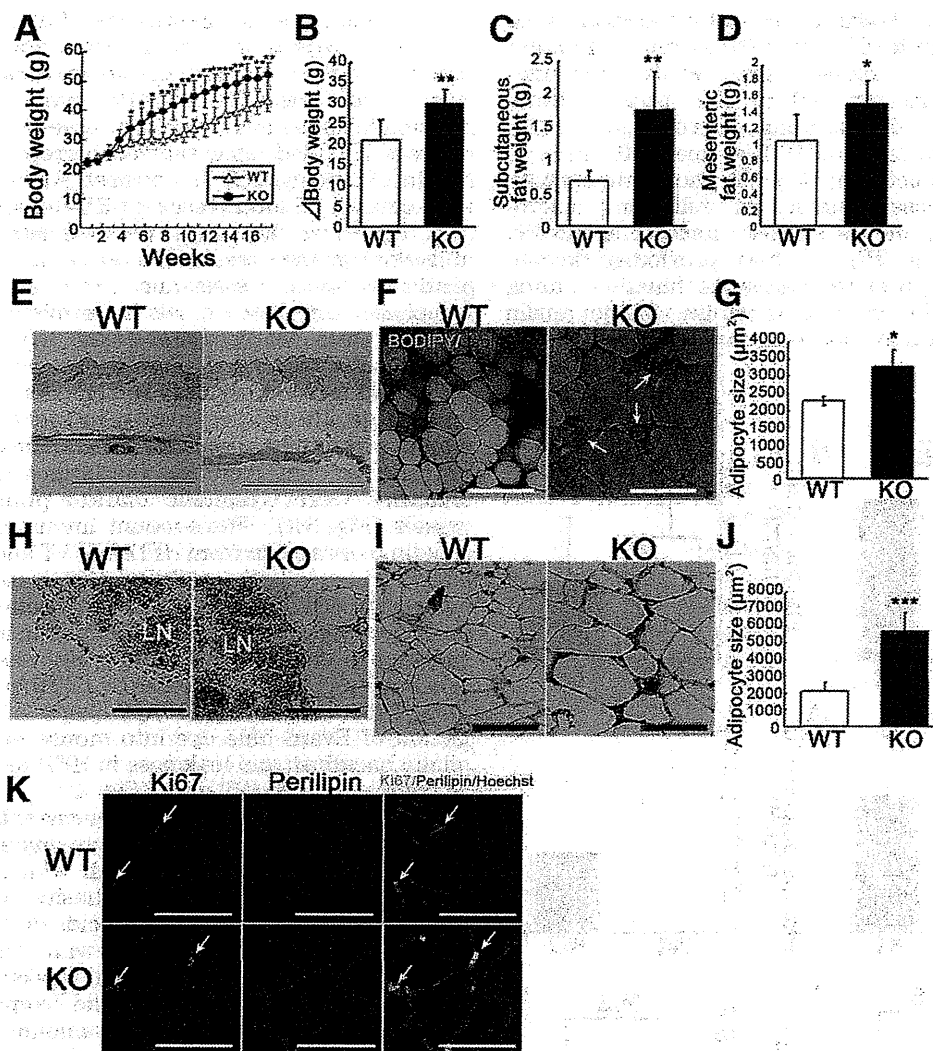 A
Body weight (g)
60
50
40
30
20
10
0
2 4 6 8 10 12 14 16
Weeks
WT
KO
B
⊿Body weight (g)
40
35
30
25
20
15
10
5
0
**
WT KO
C
Subcutaneous
fat weight (g)
2.5
2
1.5
1
0.5
0
**
WT KO
D
Mesenteric
fat weight (g)
2
1.8
1.6
1.4
1.2
1
0.8
0.6
0.4
0.2
0
*
WT KO
E
WT KO
F
WT KO
BODIPY/
G
Adipocyte size (µm²)
4000
3500
3000
2500
2000
1500
1000
500
0
*
WT KO
H
WT KO
LN LN
I
WT KO
J
Adipocyte size (µm²)
8000
7000
6000
5000
4000
3000
2000
1000
0
***
WT KO
K
Ki67 Perilipin Ki67/Perilipin/Hoechst
WT
KO